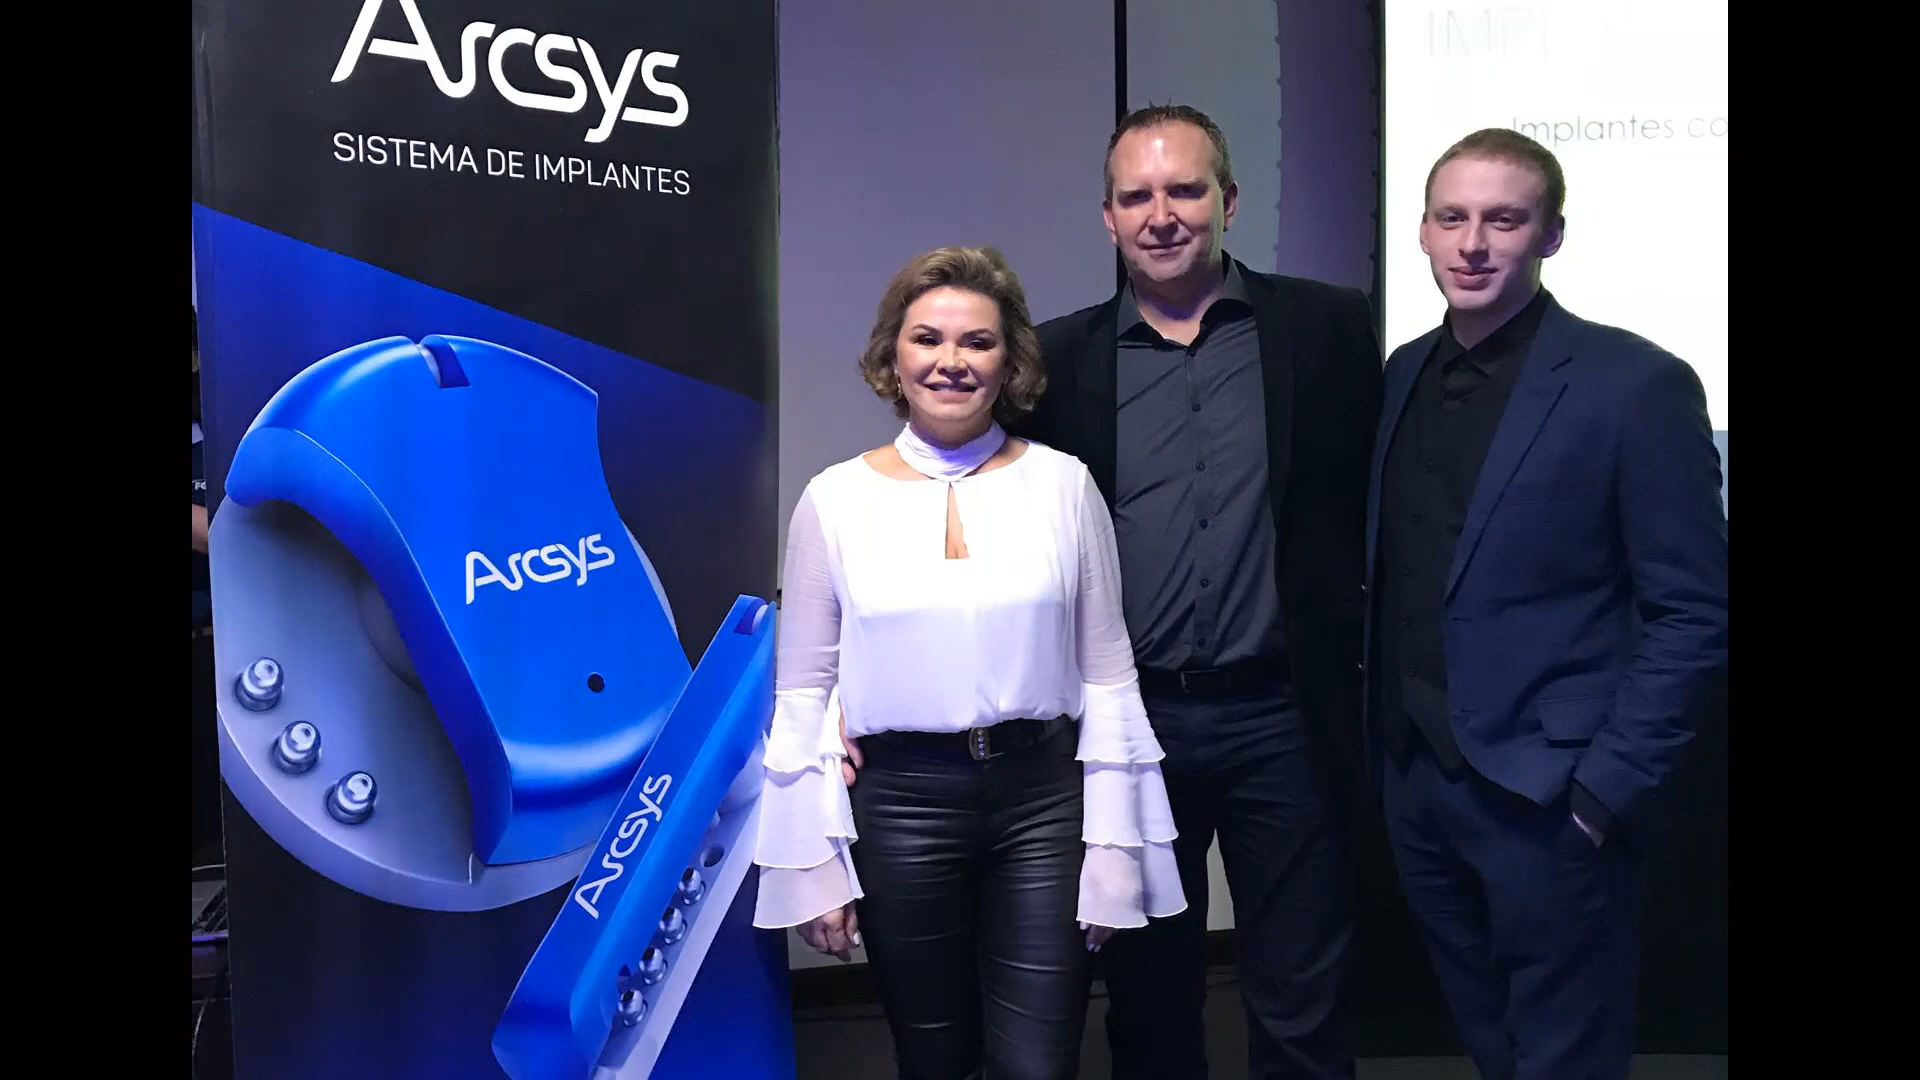 Arcsys
SISTEMA DE IMPLANTES
Arcsys
Arcsys
Implantes co